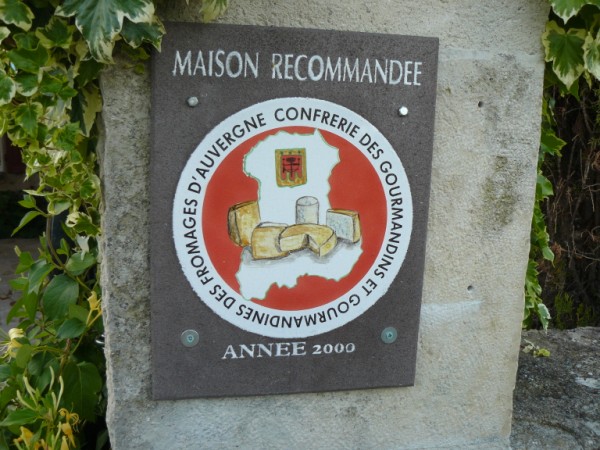 MAISON RECOMMANDEE
CONFRERIE DES GOURMANDINS ET GOURMANDINES DES FROMAGES D'AUVERGNE
ANNEE 2000